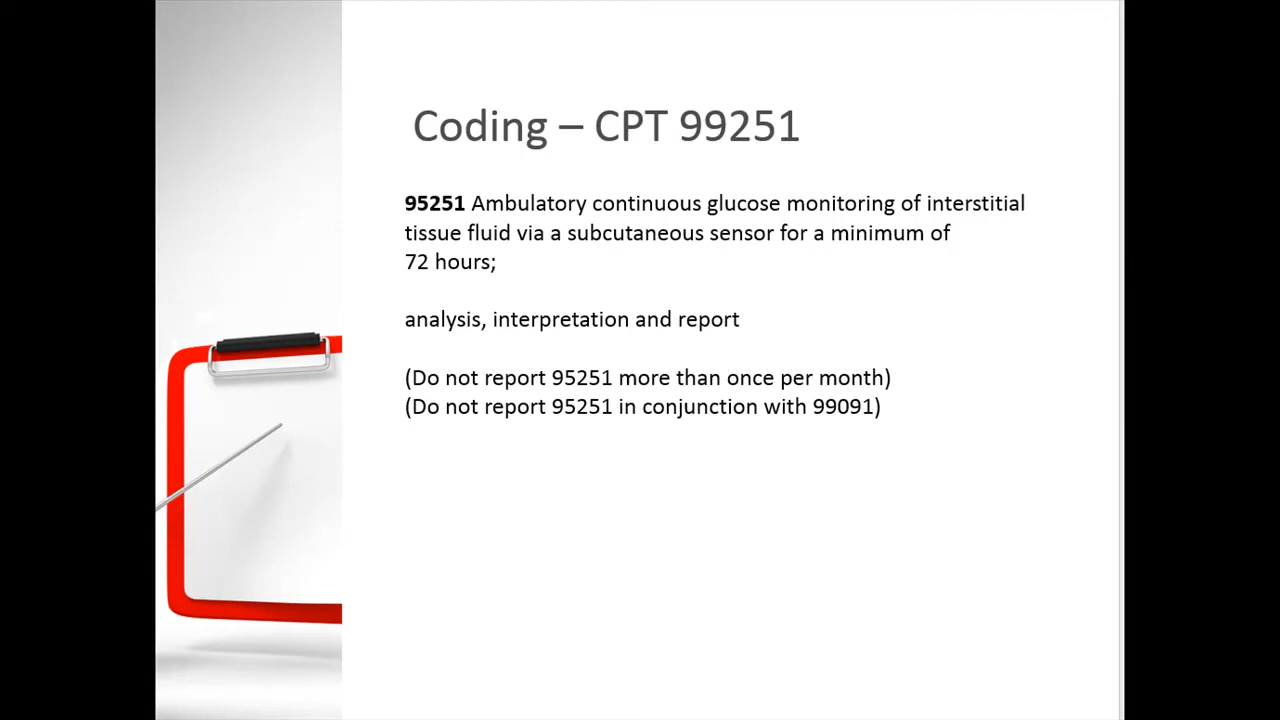 Coding – CPT 99251
95251 Ambulatory continuous glucose monitoring of interstitial
tissue fluid via a subcutaneous sensor for a minimum of
72 hours;
analysis, interpretation and report
(Do not report 95251 more than once per month)
(Do not report 95251 in conjunction with 99091)